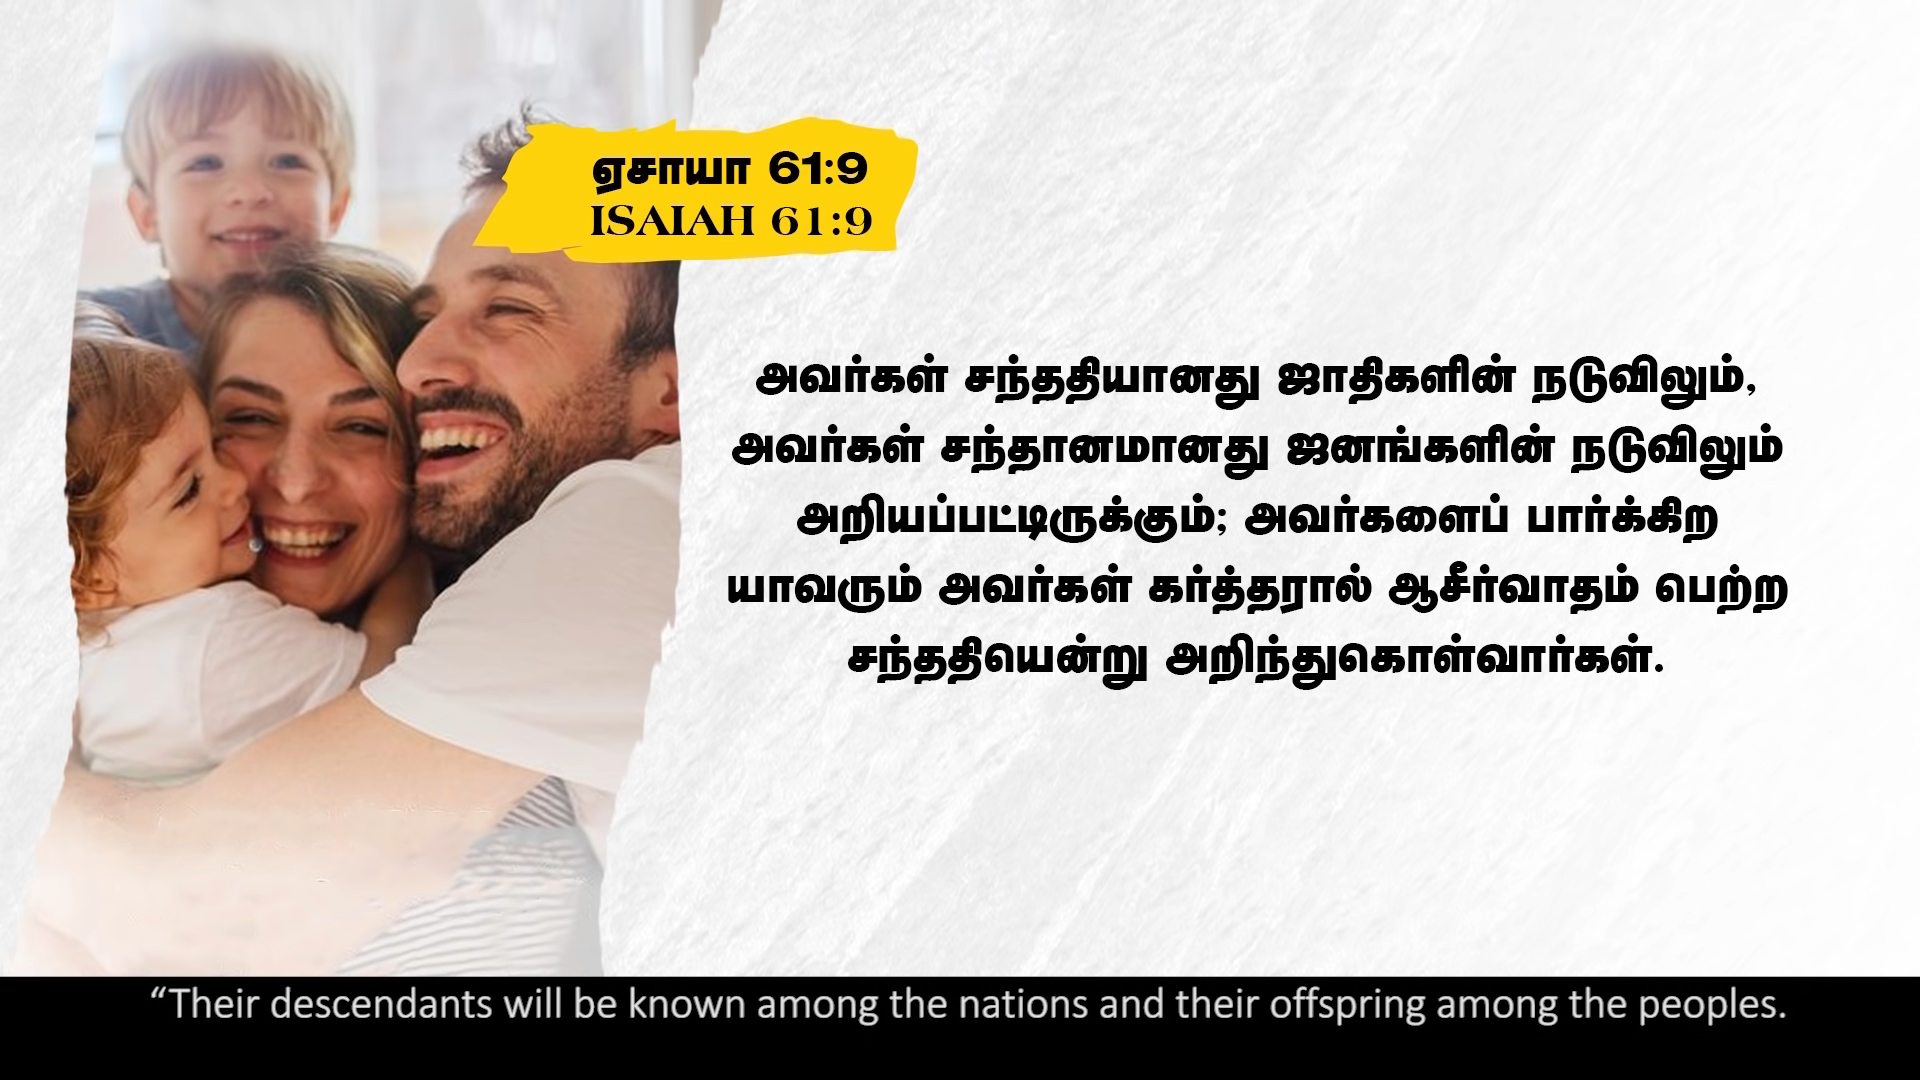 ஏசாயா 61:9
ISAIAH 61:9
அவர்கள் சந்ததியானது ஜாதிகளின் நடுவிலும்,
அவர்கள் சந்தானமானது ஜனங்களின் நடுவிலும்
அறியப்பட்டிருக்கும்; அவர்களைப் பார்க்கிற
யாவரும் அவர்கள் கர்த்தரால் ஆசீர்வாதம் பெற்ற
சந்ததியென்று அறிந்துகொள்வார்கள்.
“Their descendants will be known among the nations and their offspring among the peoples.